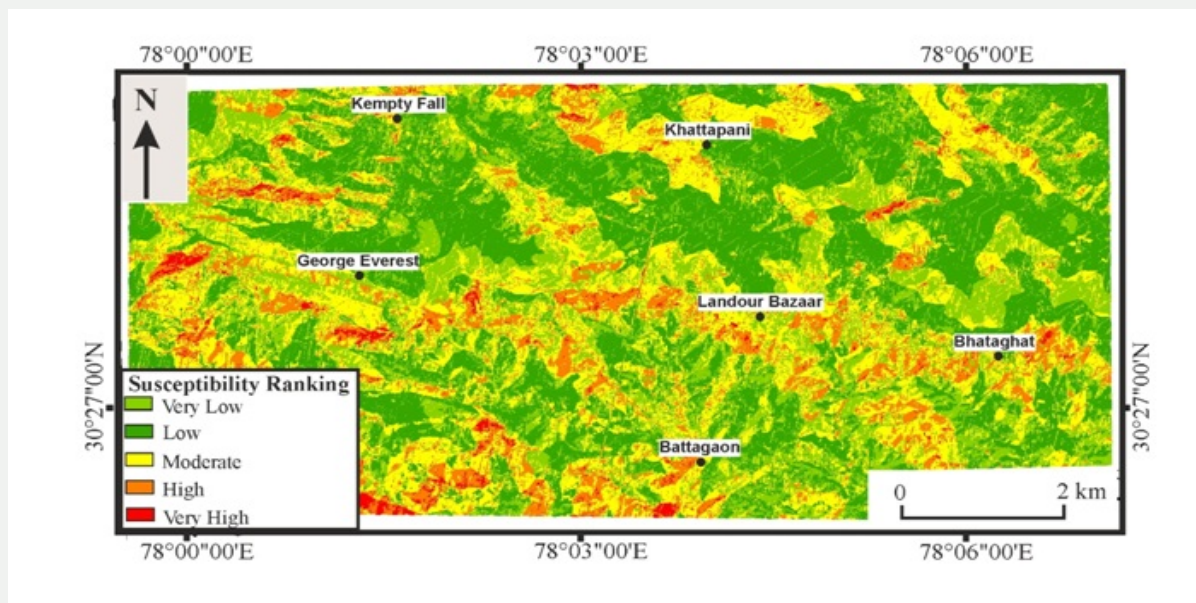 78°00"00'E 78°03"00'E 78°06"00'E
N
Kempty Fall
Khattapani
George Everest
Landour Bazaar
Bhataghat
30°27"00'N
30°27"00'N
Susceptibility Ranking
Very Low
Low
Moderate
High
Very High
Battagaon
0 2 km
78°00"00'E 78°03"00'E 78°06"00'E